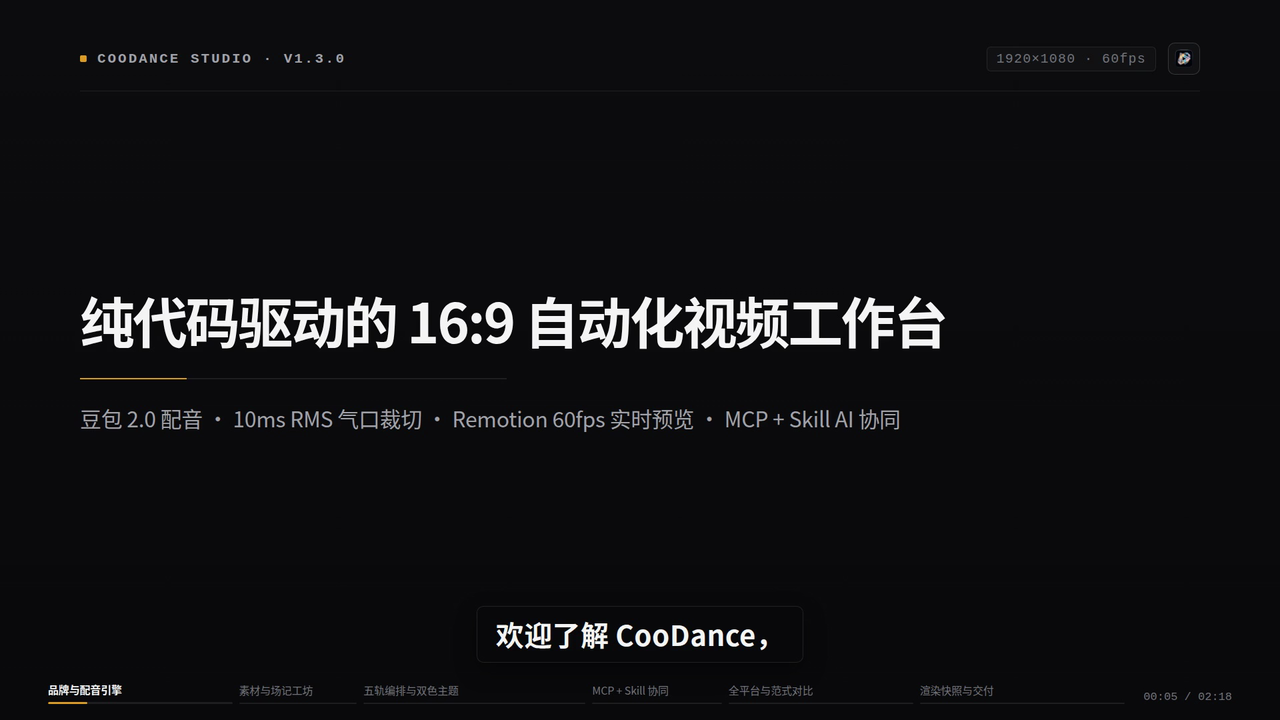 COODANCE STUDIO · V1.3.0
1920×1080 · 60fps
纯代码驱动的 16:9 自动化视频工作台
豆包 2.0 配音 • 10ms RMS 气口裁切 • Remotion 60fps 实时预览 • MCP + Skill AI 协同
欢迎了解 CooDance，
品牌与配音引擎
素材与场记工坊
五轨编排与双色主题
MCP + Skill 协同
全平台与范式对比
渲染快照与交付
00:05 / 02:18